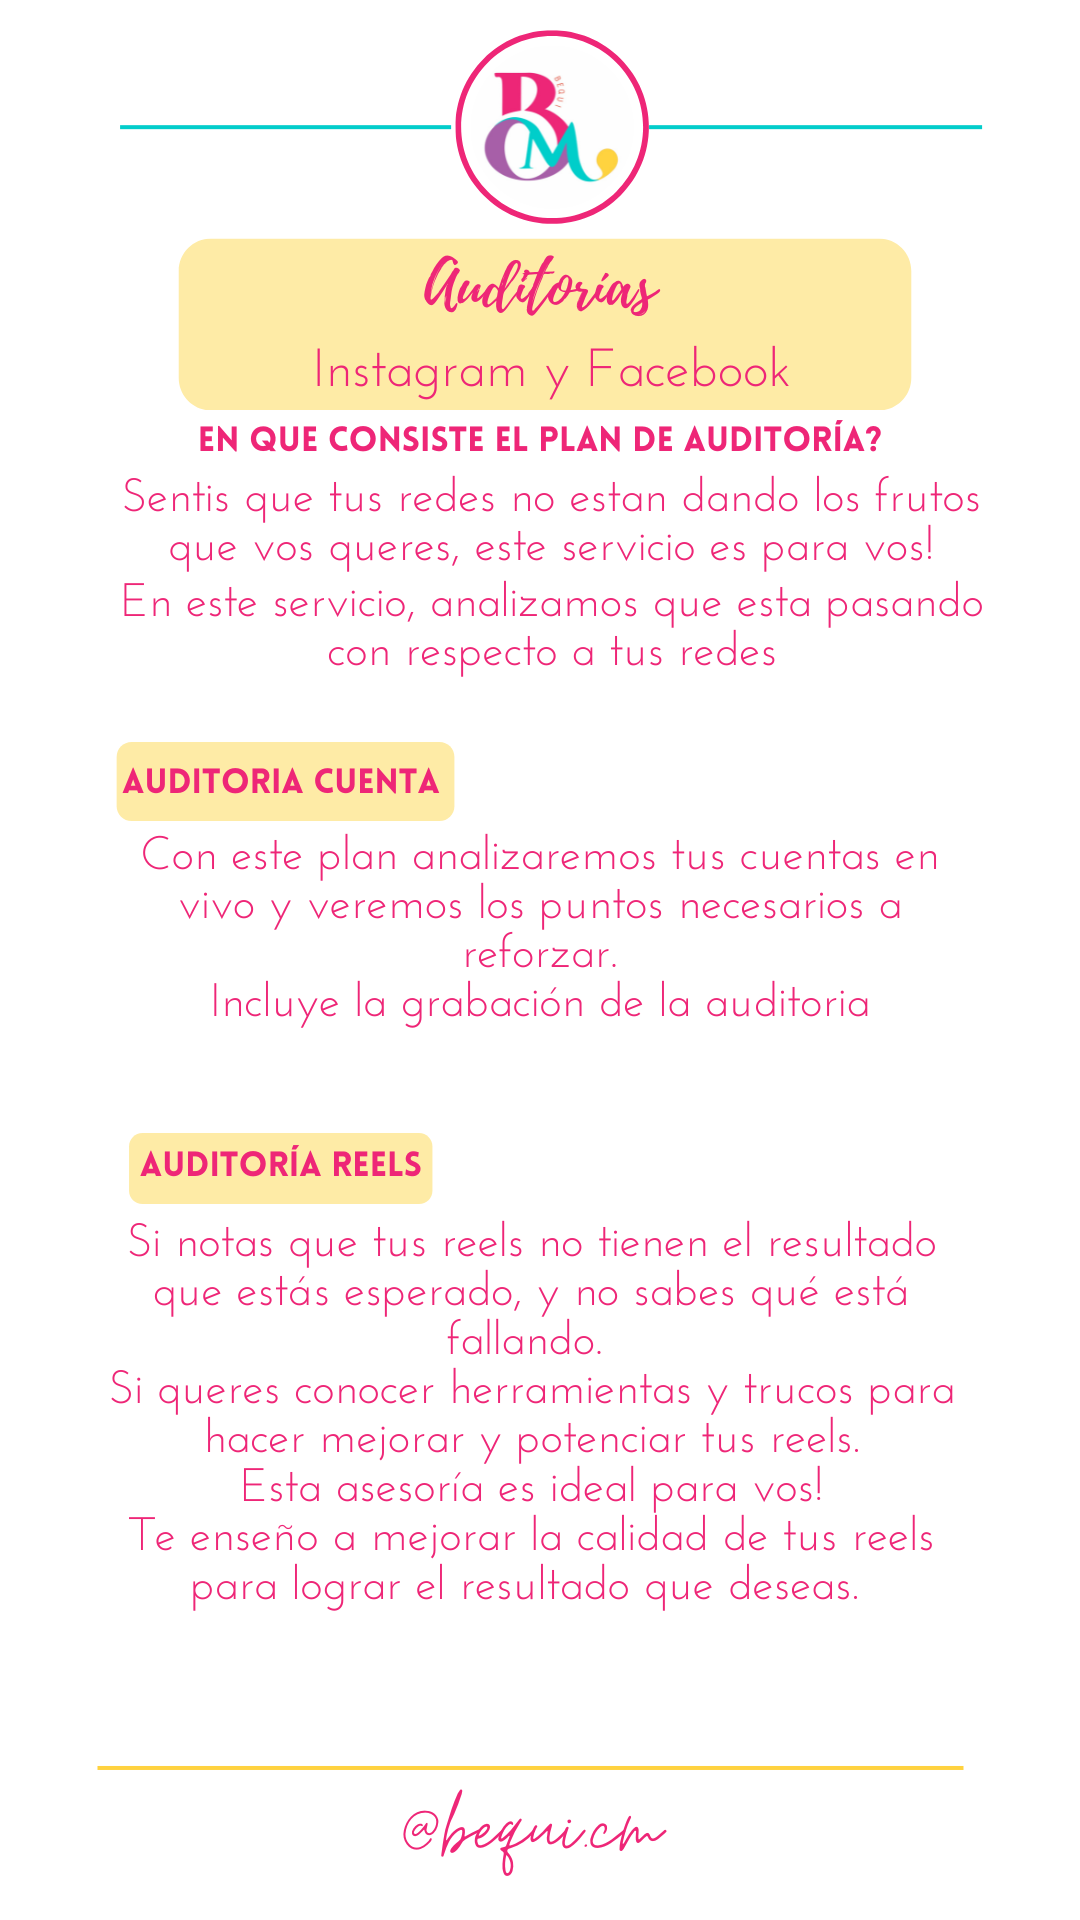 BCM
BEQUI
Auditorías
Instagram y Facebook
EN QUE CONSISTE EL PLAN DE AUDITORÍA?
Sentis que tus redes no estan dando los frutos
que vos queres, este servicio es para vos!
En este servicio, analizamos que esta pasando
con respecto a tus redes
AUDITORIA CUENTA
Con este plan analizaremos tus cuentas en
vivo y veremos los puntos necesarios a
reforzar.
Incluye la grabación de la auditoria
AUDITORÍA REELS
Si notas que tus reels no tienen el resultado
que estás esperado, y no sabes qué está
fallando.
Si queres conocer herramientas y trucos para
hacer mejorar y potenciar tus reels.
Esta asesoría es ideal para vos!
Te enseño a mejorar la calidad de tus reels
para lograr el resultado que deseas.
@bequi.cm